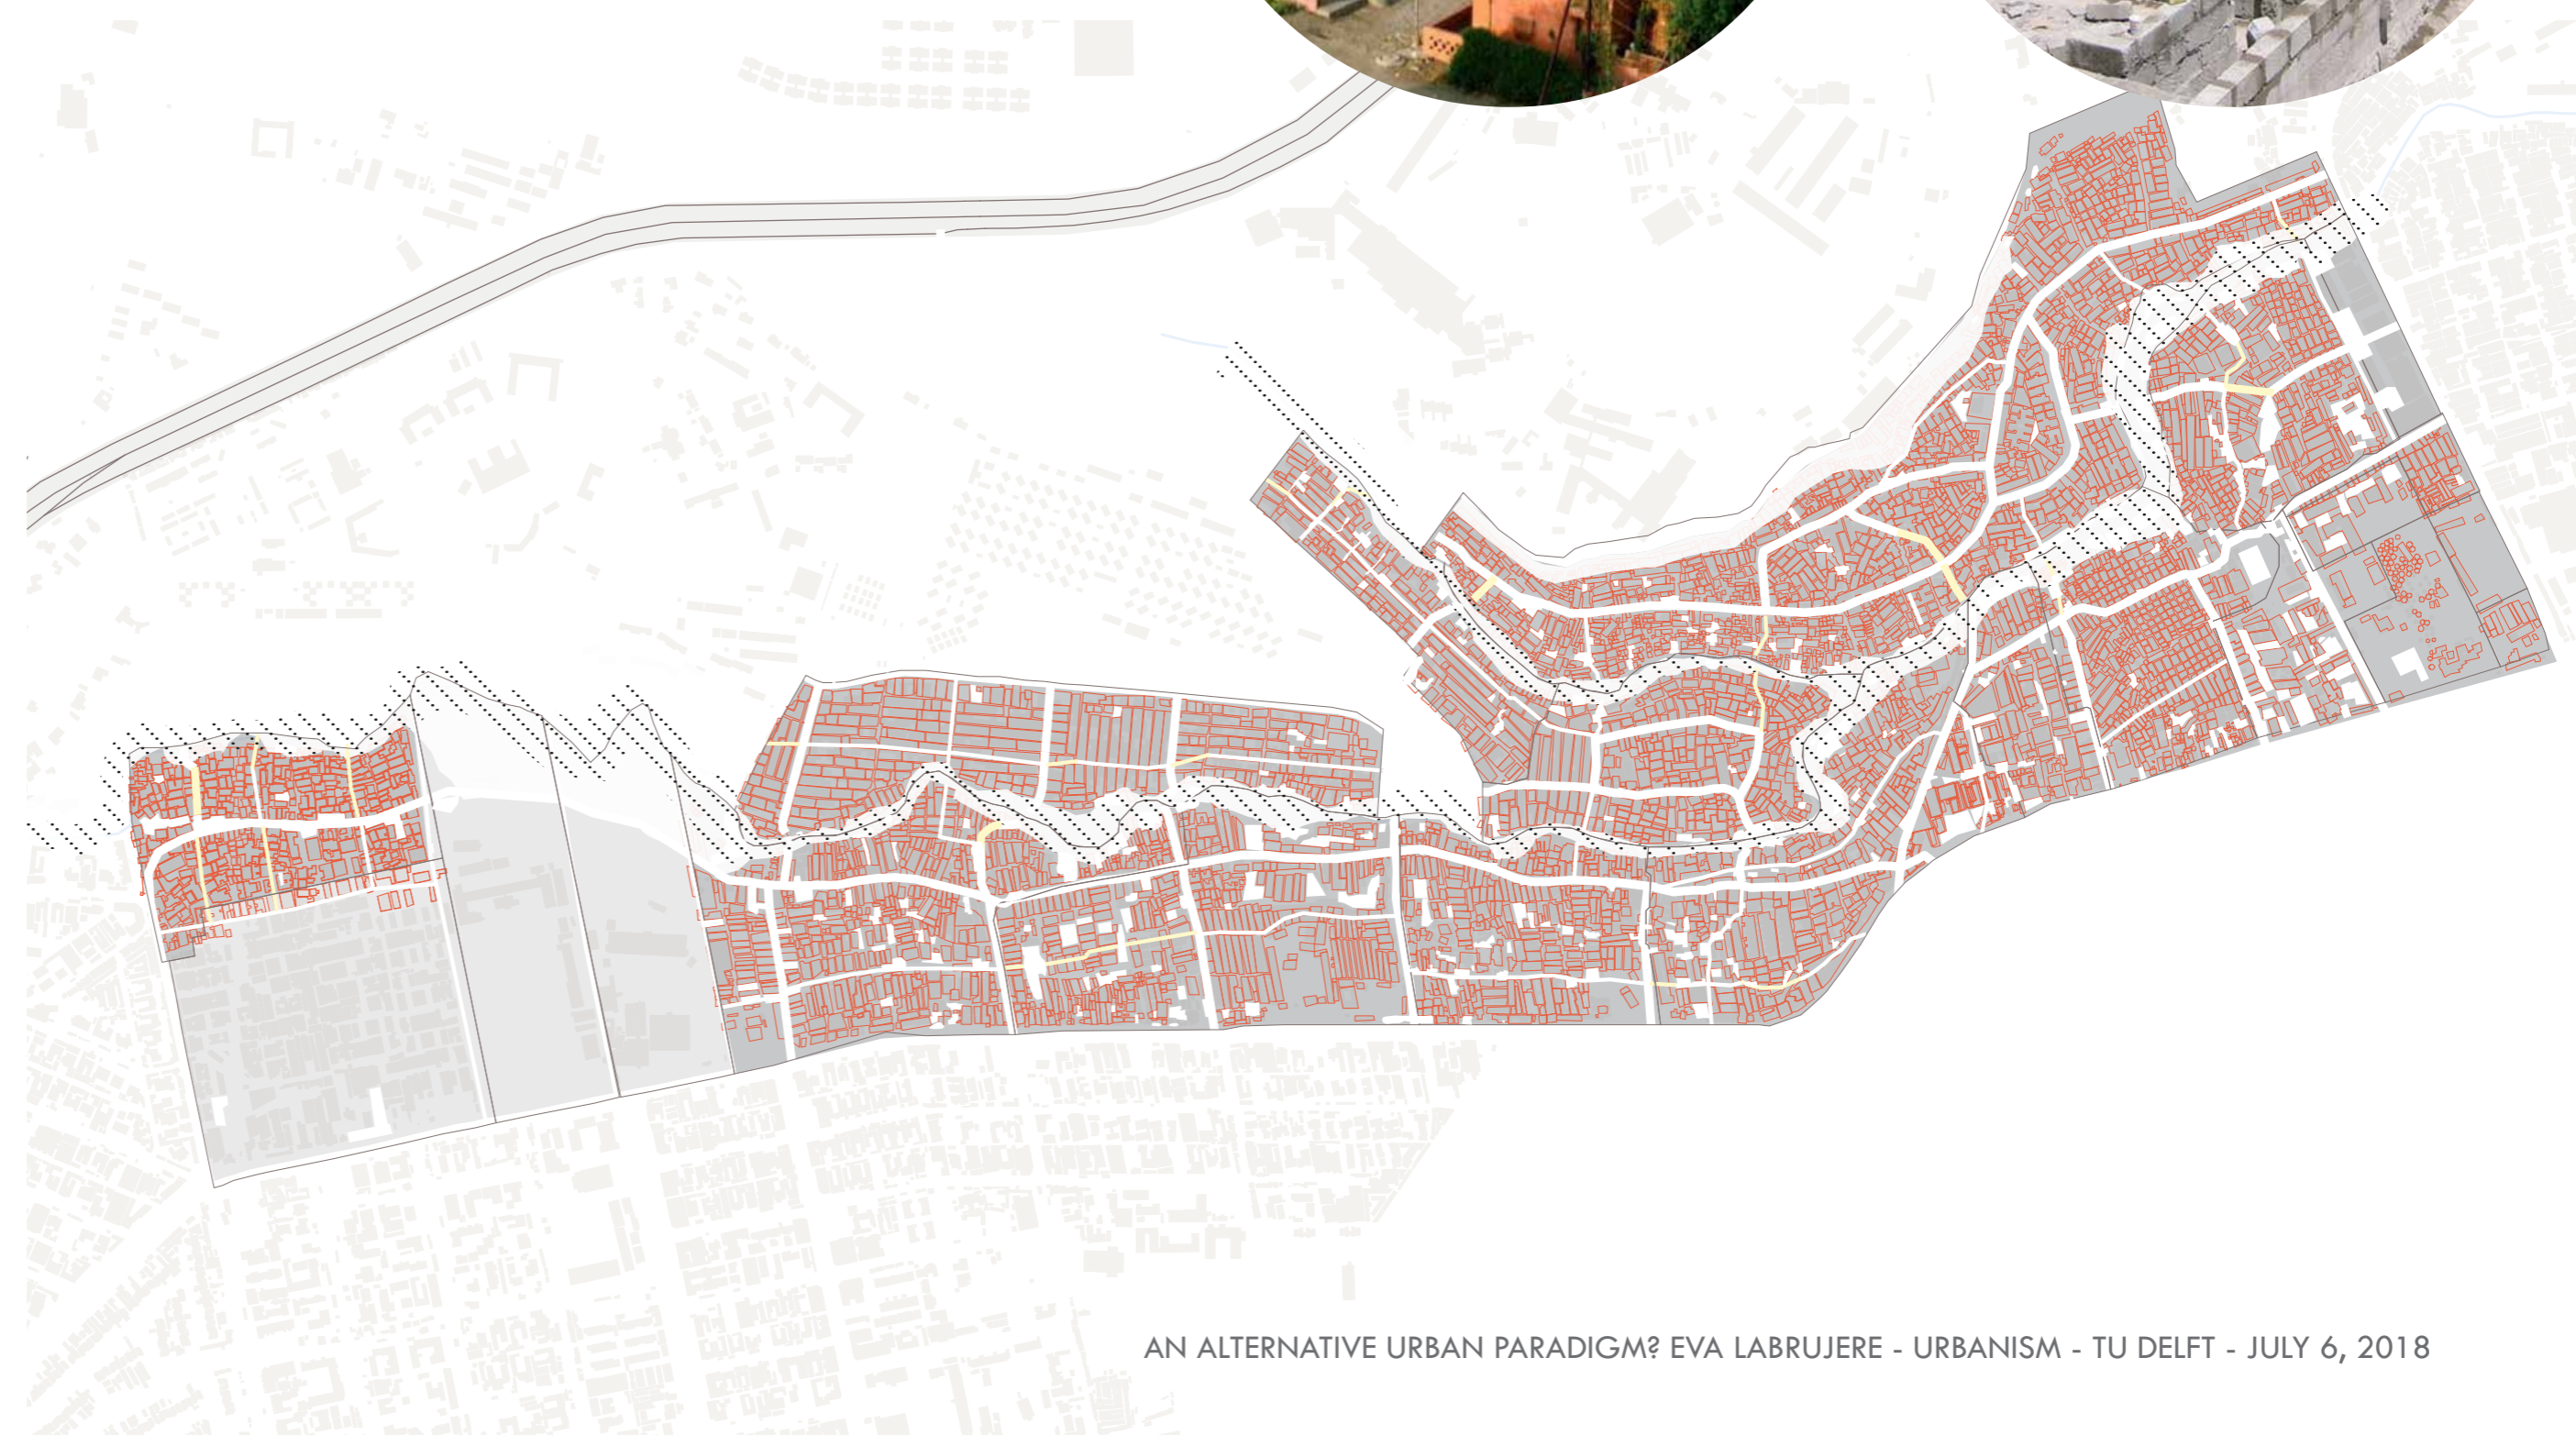 AN ALTERNATIVE URBAN PARADIGM? EVA LABRUJERE - URBANISM - TU DELFT - JULY 6, 2018